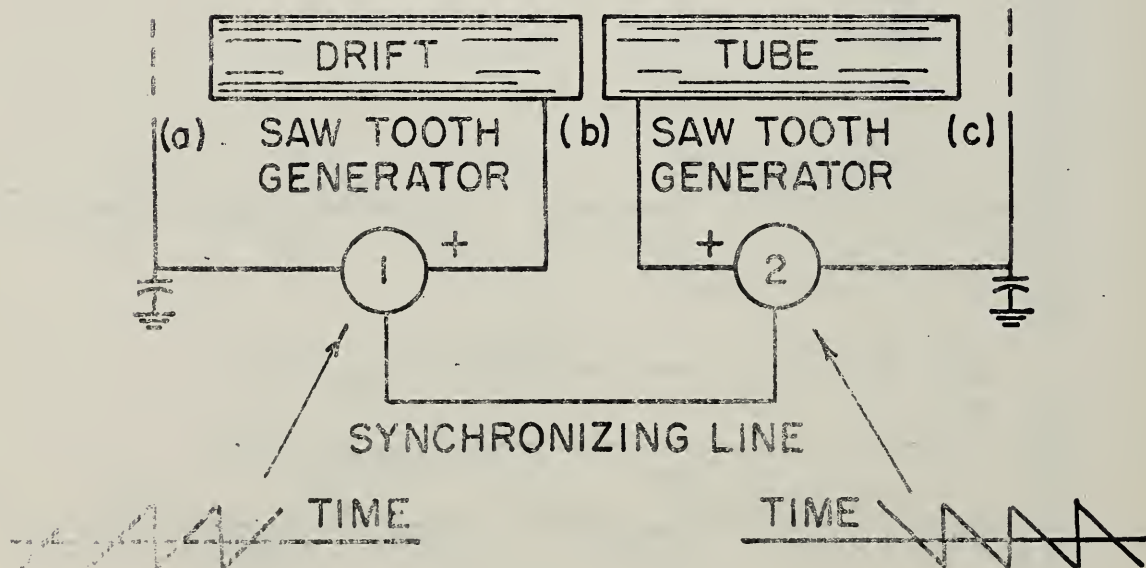 DRIFT
TUBE
(a)
SAW TOOTH
GENERATOR
(b)
SAW TOOTH
GENERATOR
(c)
+
1
+
2
SYNCHRONIZING LINE
TIME
TIME